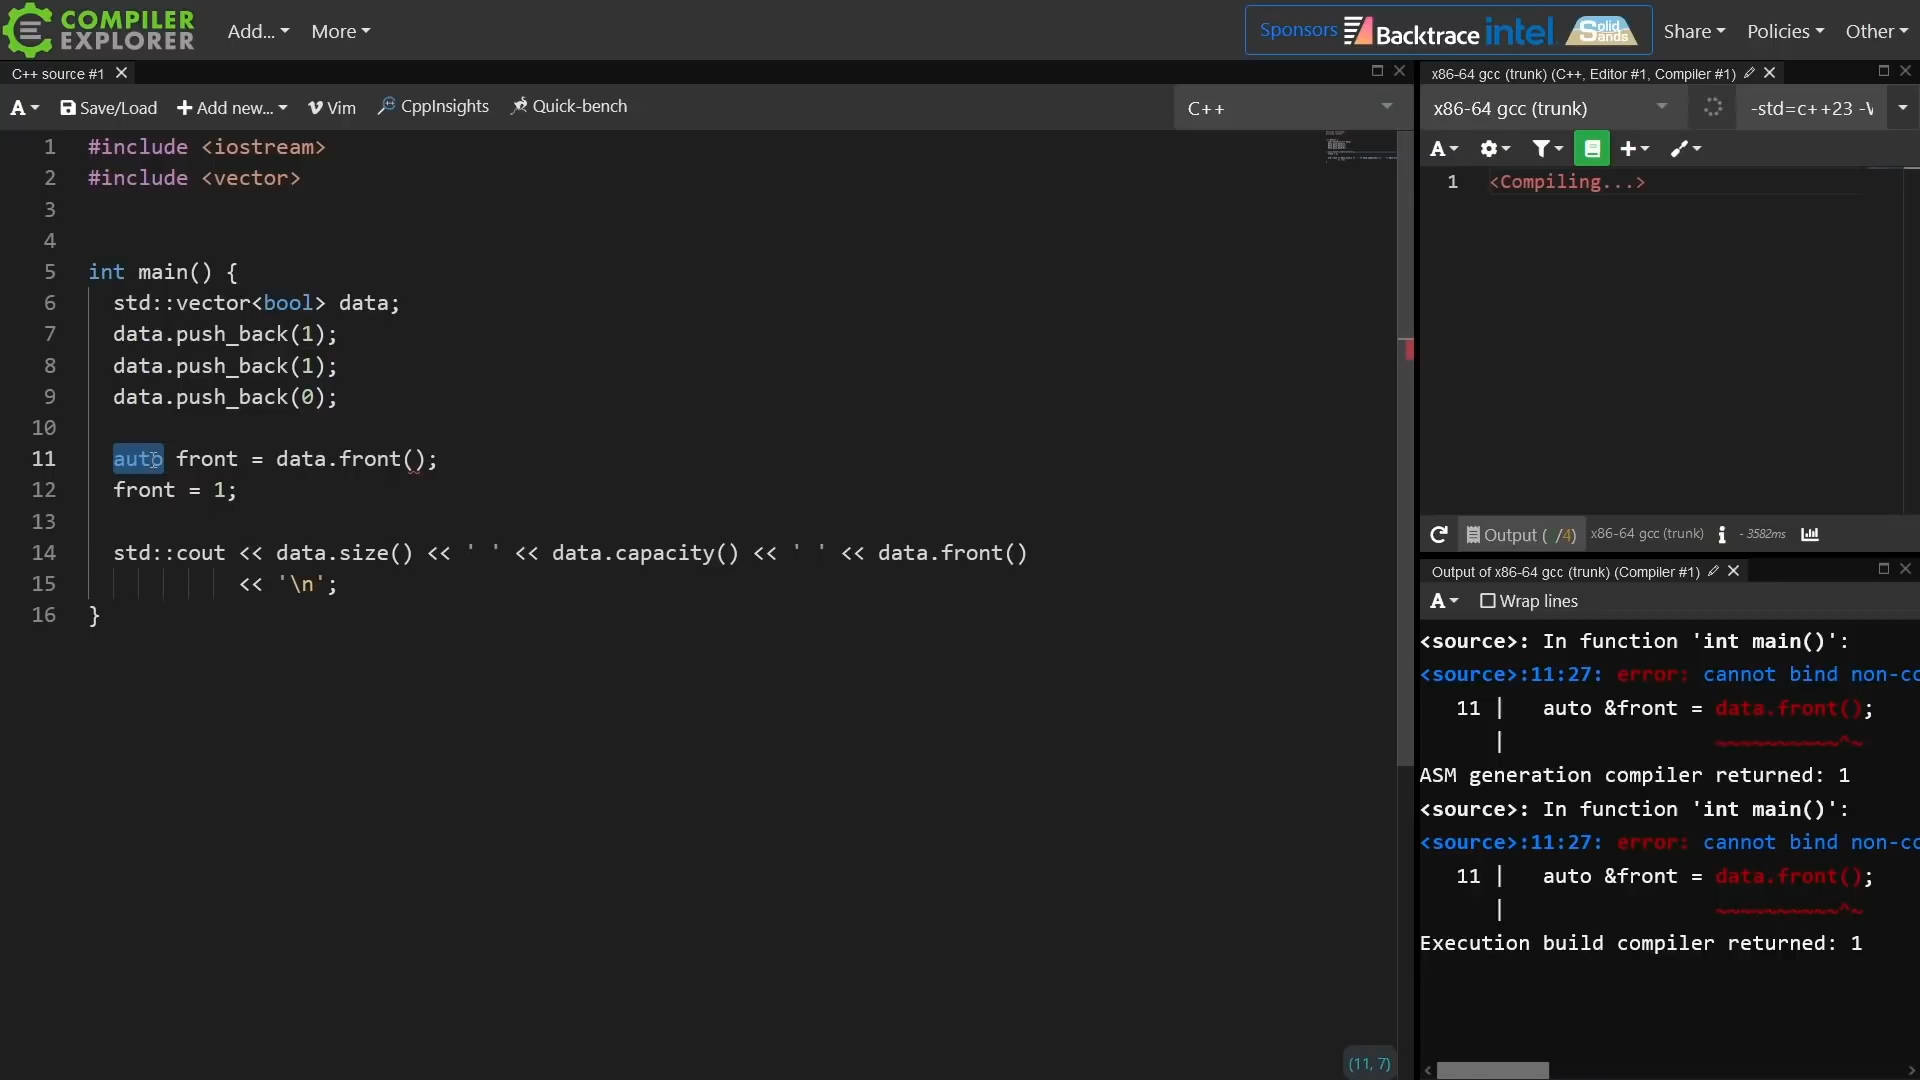 COMPILER
EXPLORER
Add...
More
Sponsors
Backtrace
intel
Solid
Sands
Share
Policies
Other
C++ source #1
A
Save/Load
Add new...
Vim
CppInsights
Quick-bench
C++
1 #include <iostream>
2 #include <vector>
3
4
5 int main() {
6 std::vector<bool> data;
7 data.push_back(1);
8 data.push_back(1);
9 data.push_back(0);
10
11 auto front = data.front();
12 front = 1;
13
14 std::cout << data.size() << ' ' << data.capacity() << ' ' << data.front()
15 << '\n';
16 }
(11, 7)
x86-64 gcc (trunk) (C++, Editor #1, Compiler #1)
x86-64 gcc (trunk)
-std=c++23 -
A
1 <Compiling...>
Output ( /4)
x86-64 gcc (trunk)
- 3582ms
Output of x86-64 gcc (trunk) (Compiler #1)
A
Wrap lines
<source>: In function 'int main()':
<source>:11:27: error: cannot bind non-co
11 | auto &front = data.front();
| ~~~~~~~~~~^~
ASM generation compiler returned: 1
<source>: In function 'int main()':
<source>:11:27: error: cannot bind non-co
11 | auto &front = data.front();
| ~~~~~~~~~~^~
Execution build compiler returned: 1